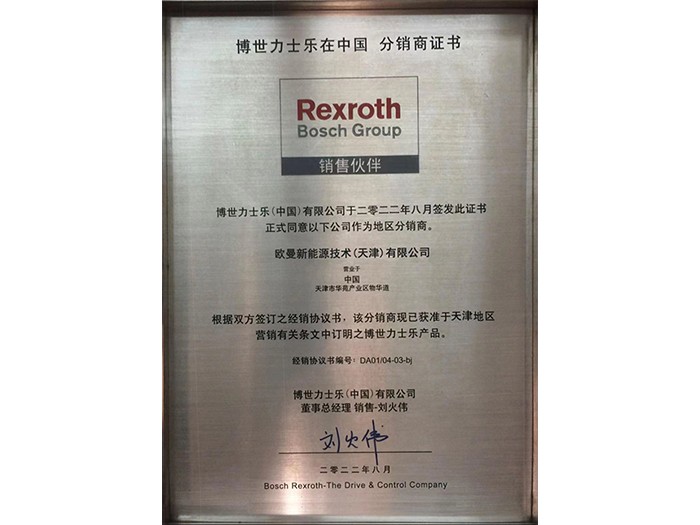 博世力士乐在中国 分销商证书
Rexroth
Bosch Group
销售伙伴
博世力士乐(中国)有限公司于二零二二年八月签发此证书
正式同意以下公司作为地区分销商。
欧曼新能源技术(天津)有限公司
营业于
中国
天津市华苑产业区物华道
根据双方签订之经销协议书，该分销商现已获准于天津地区
营销有关条文中订明之博世力士乐产品。
经销协议书编号：DA01/04-03-bj
博世力士乐(中国)有限公司
董事总经理 销售-刘火伟
刘火伟
二零二二年八月
Bosch Rexroth-The Drive & Control Company